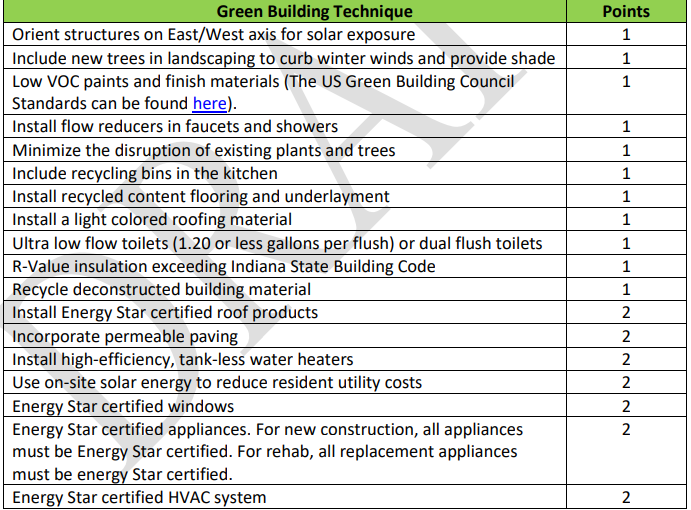 Green Building Technique Points
Orient structures on East/West axis for solar exposure 1
Include new trees in landscaping to curb winter winds and provide shade 1
Low VOC paints and finish materials (The US Green Building Council 1
Standards can be found here).
Install flow reducers in faucets and showers 1
Minimize the disruption of existing plants and trees 1
Include recycling bins in the kitchen 1
Install recycled content flooring and underlayment 1
Install a light colored roofing material 1
Ultra low flow toilets (1.20 or less gallons per flush) or dual flush toilets 1
R-Value insulation exceeding Indiana State Building Code 1
Recycle deconstructed building material 1
Install Energy Star certified roof products 2
Incorporate permeable paving 2
Install high-efficiency, tank-less water heaters 2
Use on-site solar energy to reduce resident utility costs 2
Energy Star certified windows 2
Energy Star certified appliances. For new construction, all appliances 2
must be Energy Star certified. For rehab, all replacement appliances
must be energy Star certified.
Energy Star certified HVAC system 2
DRA